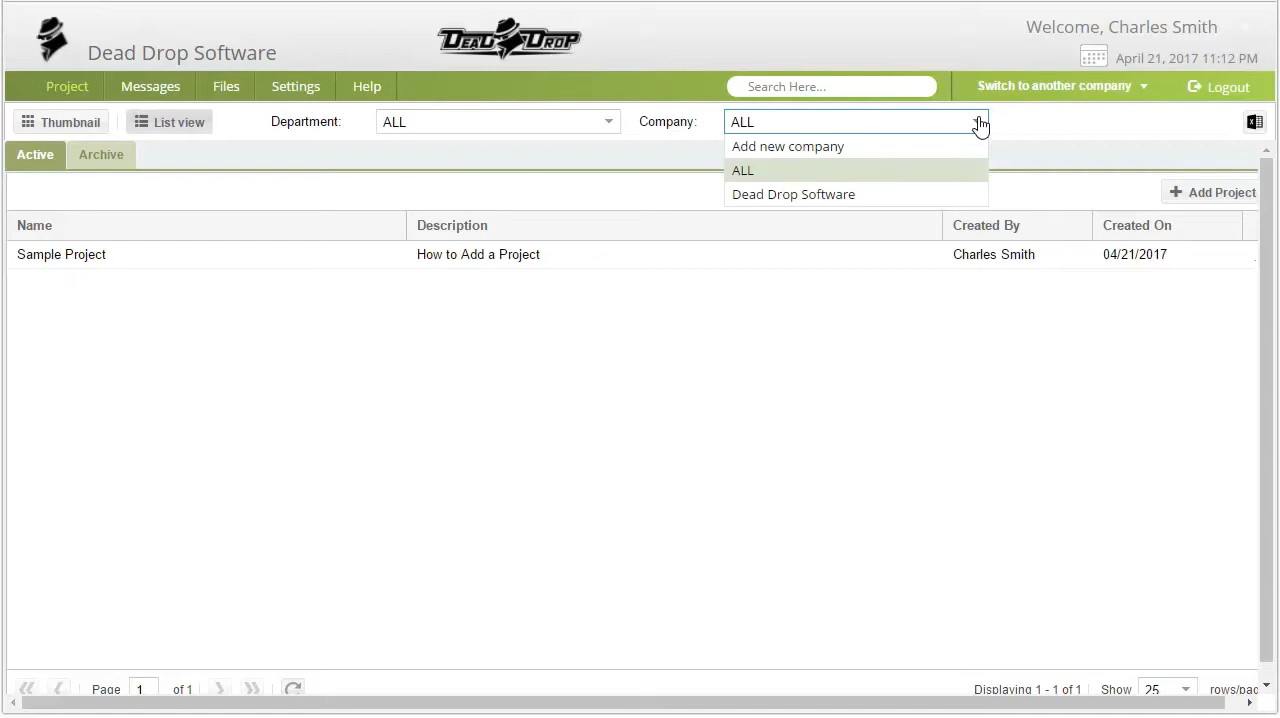 Dead Drop Software
DEAD DROP
Welcome, Charles Smith
April 21, 2017 11:12 PM
Project Messages Files Settings Help Search Here... Switch to another company Logout
Thumbnail List view Department: ALL Company: ALL
Add new company
ALL
Dead Drop Software
Active Archive
Add Project
Name Description Created By Created On
Sample Project How to Add a Project Charles Smith 04/21/2017
Page 1 of 1 Displaying 1 - 1 of 1 Show 25 rows/pag